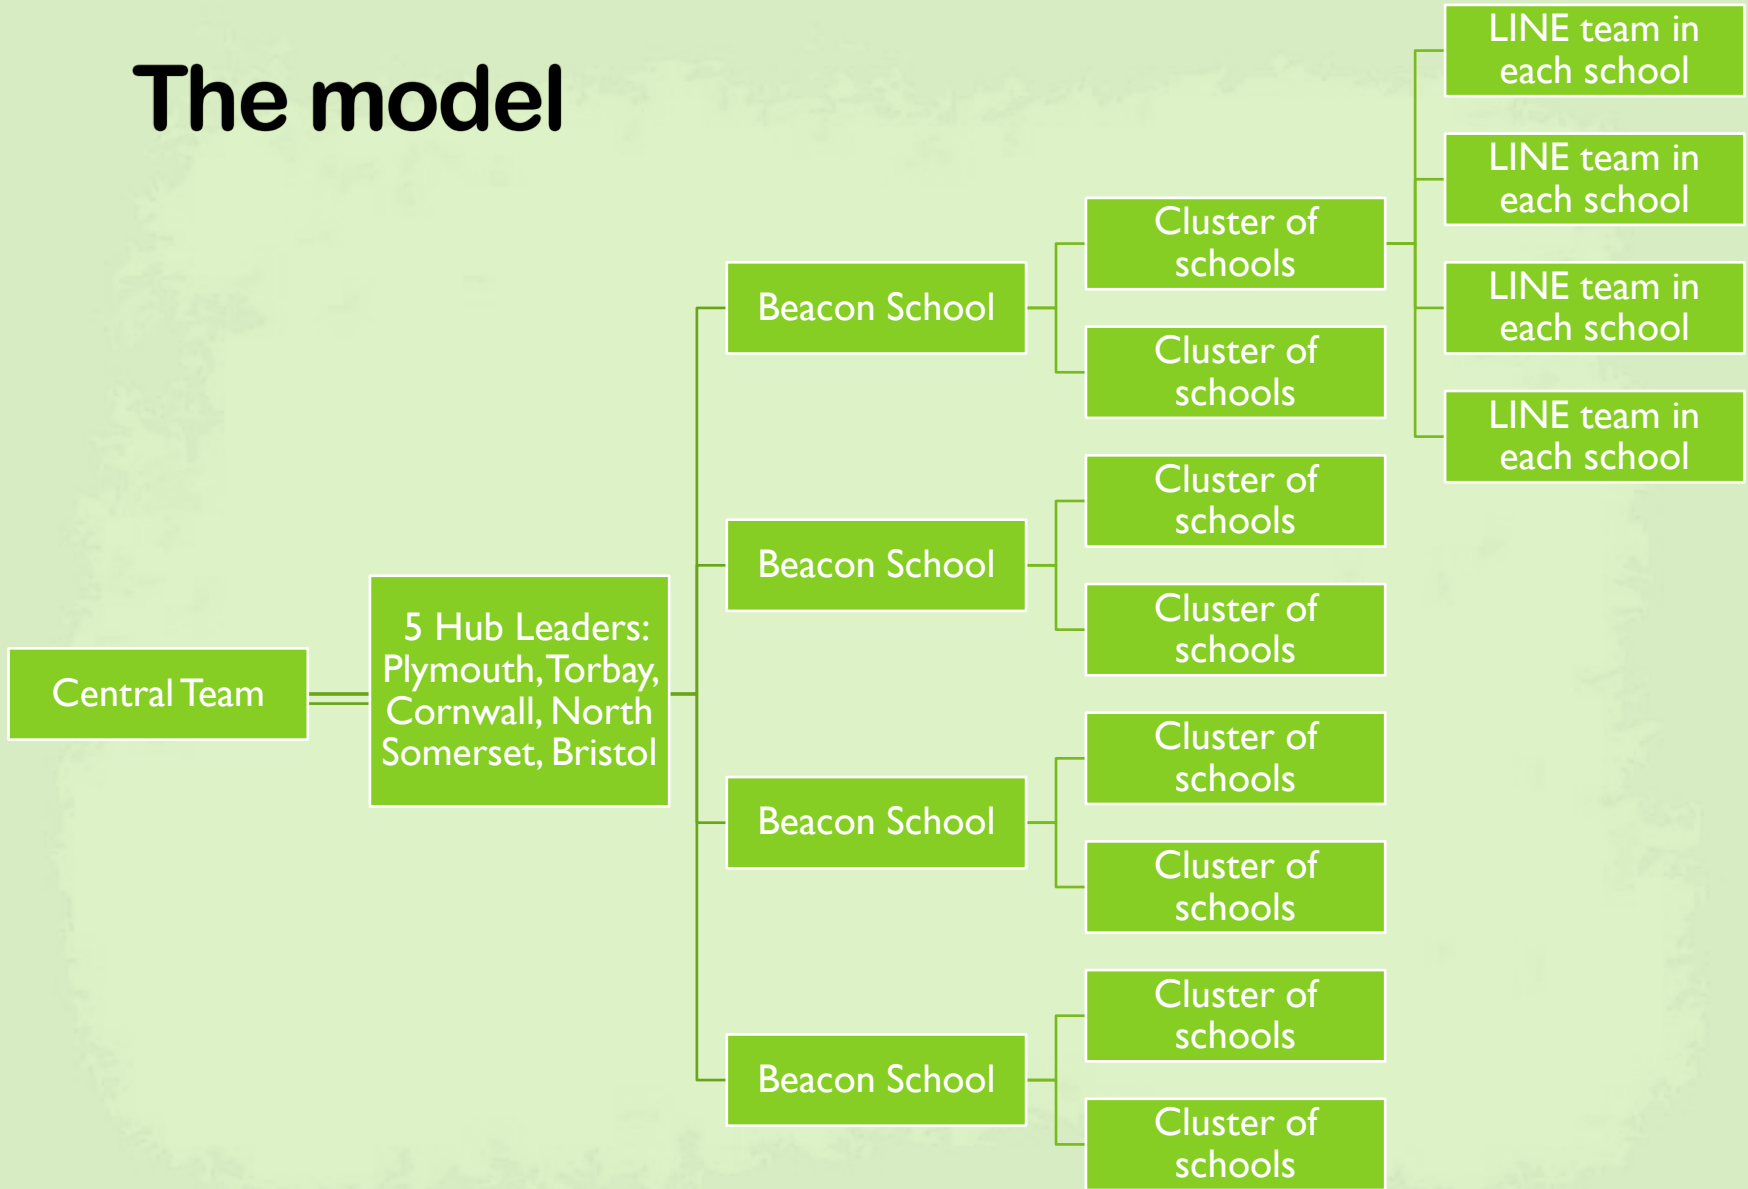 The model
Central Team
5 Hub Leaders:
Plymouth, Torbay,
Cornwall, North
Somerset, Bristol
Beacon School
Cluster of
schools
LINE team in
each school
LINE team in
each school
LINE team in
each school
LINE team in
each school
Cluster of
schools
Beacon School
Cluster of
schools
Cluster of
schools
Beacon School
Cluster of
schools
Cluster of
schools
Beacon School
Cluster of
schools
Cluster of
schools